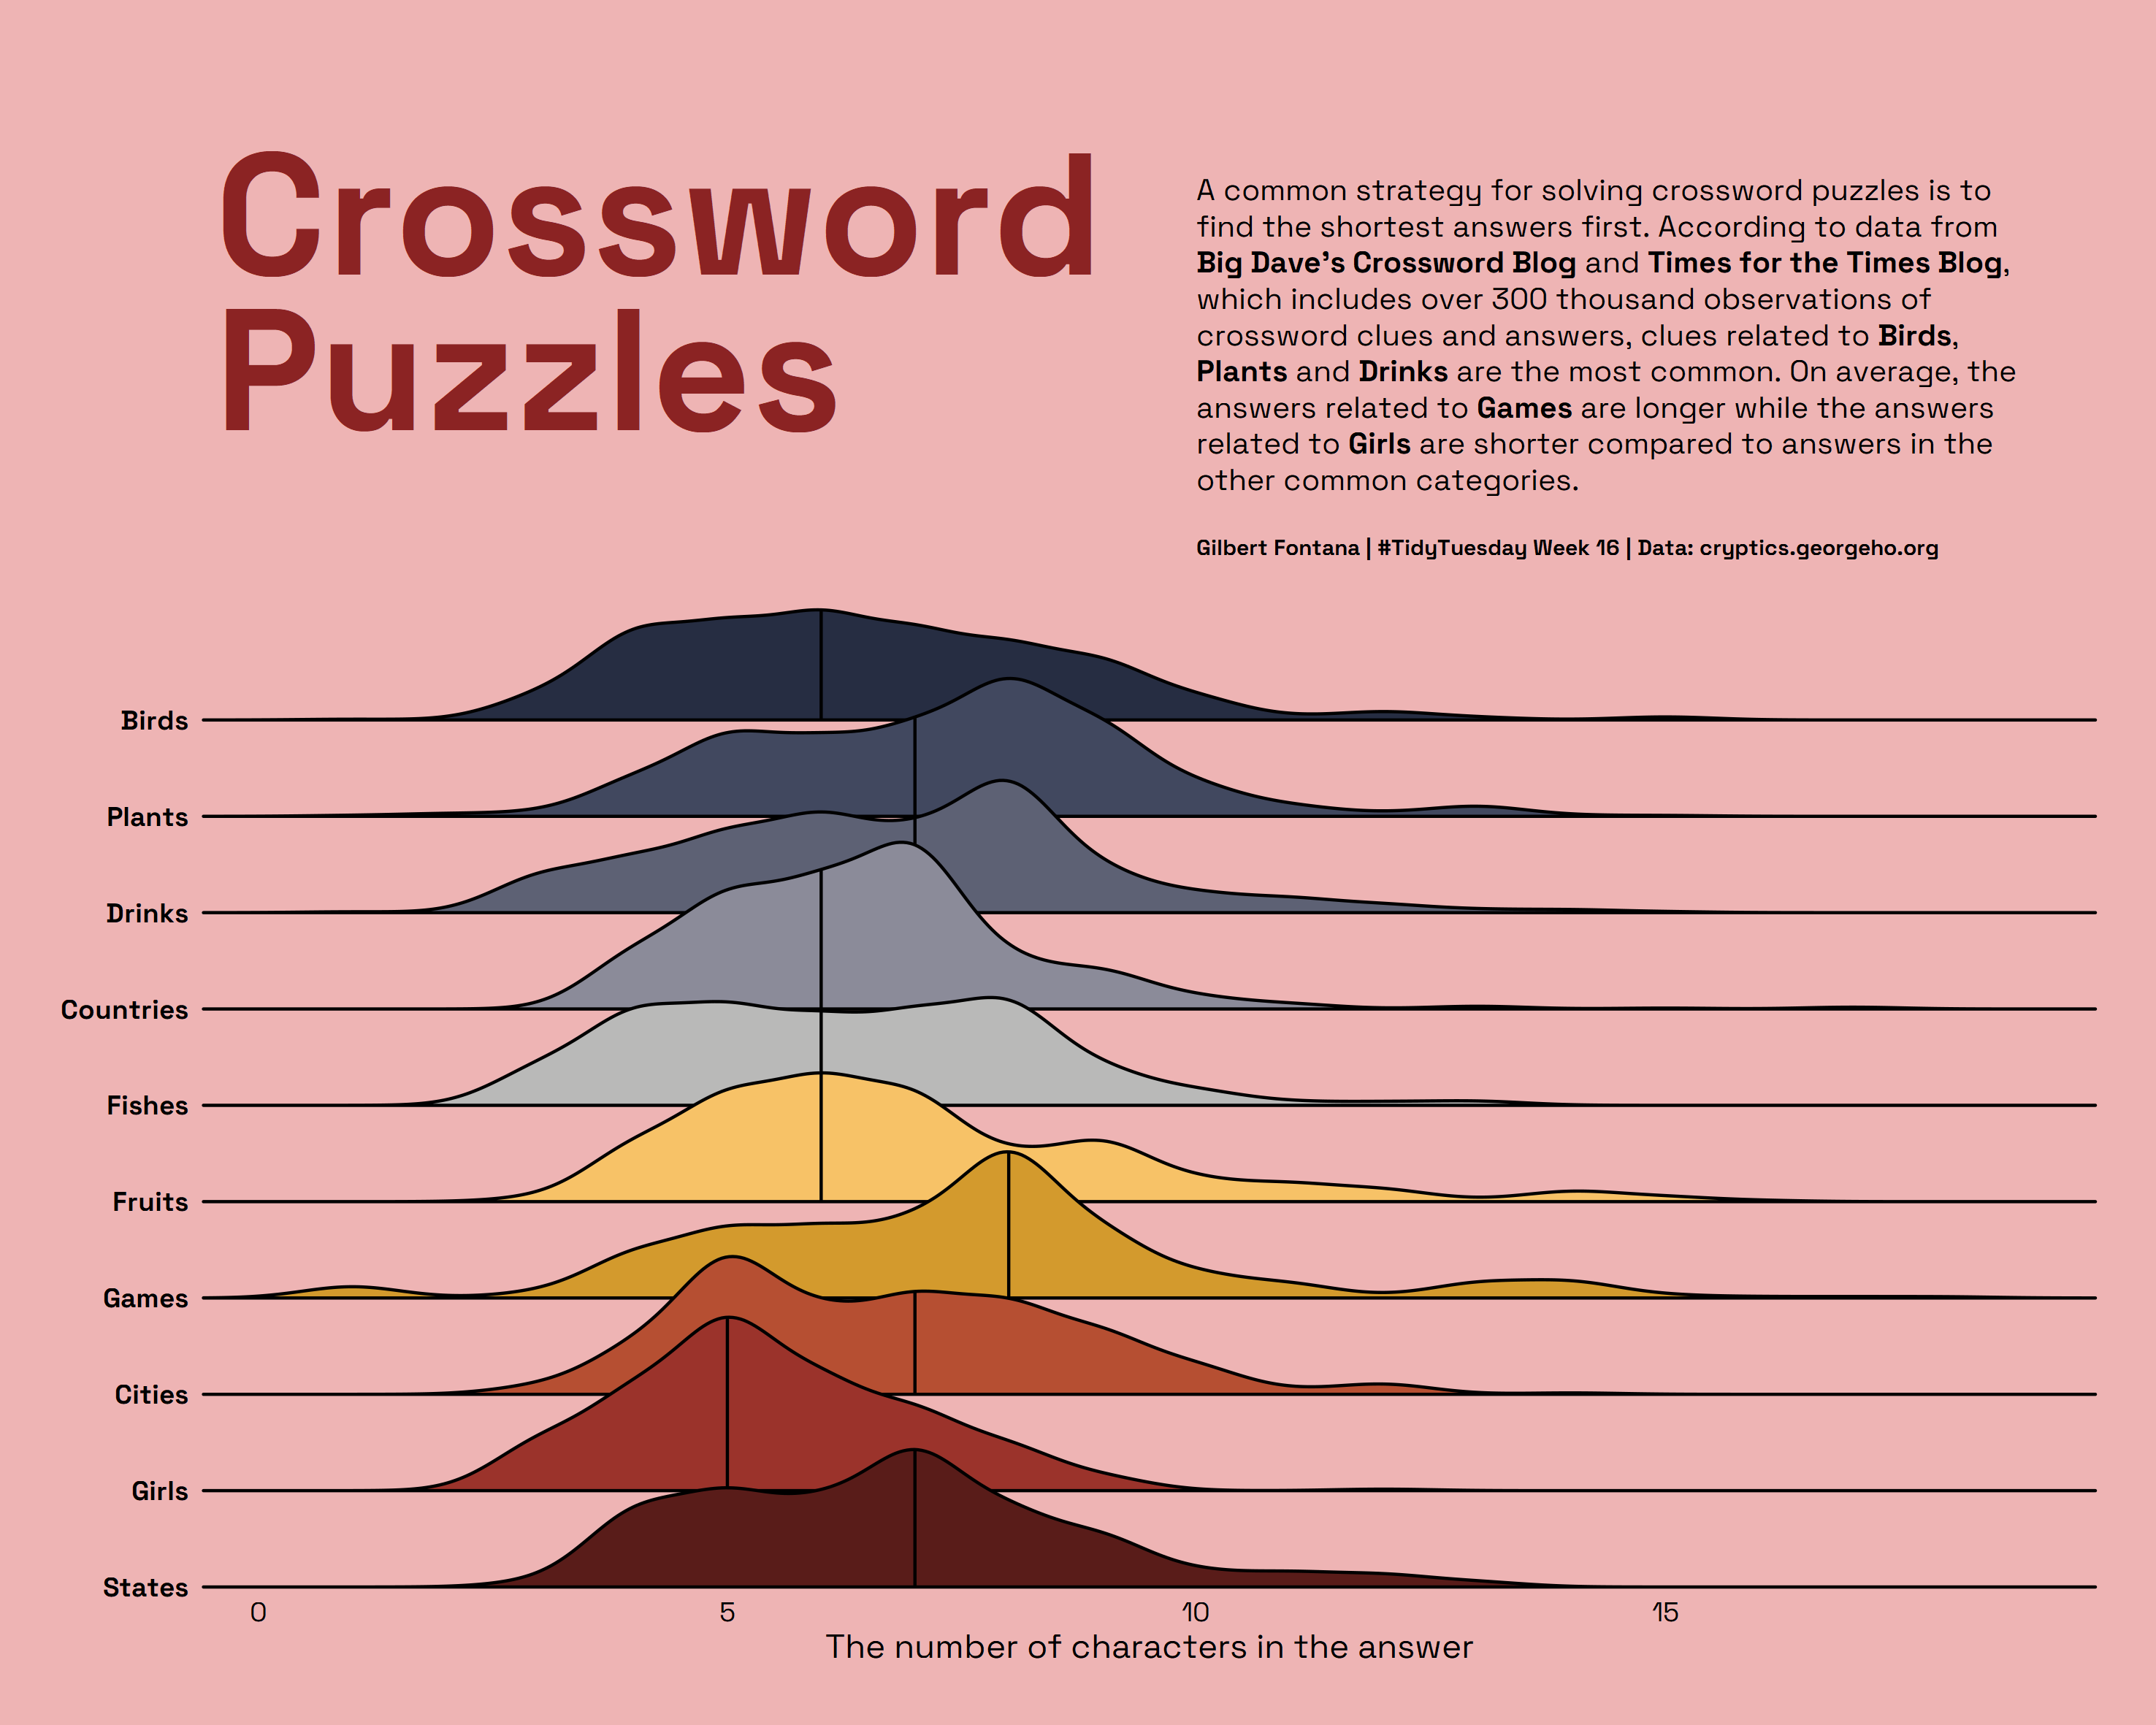 Crossword
Puzzles
A common strategy for solving crossword puzzles is to
find the shortest answers first. According to data from
Big Dave's Crossword Blog and Times for the Times Blog,
which includes over 300 thousand observations of
crossword clues and answers, clues related to Birds,
Plants and Drinks are the most common. On average, the
answers related to Games are longer while the answers
related to Girls are shorter compared to answers in the
other common categories.
Gilbert Fontana | #TidyTuesday Week 16 | Data: cryptics.georgeho.org
Birds
Plants
Drinks
Countries
Fishes
Fruits
Games
Cities
Girls
States
0 5 10 15
The number of characters in the answer